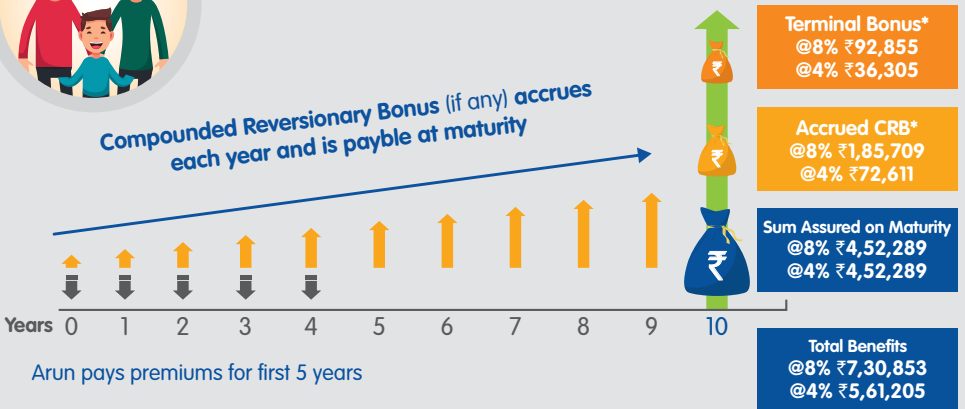 Compounded Reversionary Bonus (if any) accrues
each year and is payble at maturity
Terminal Bonus*
@8% ₹92,855
@4% ₹36,305
Accrued CRB*
@8% ₹1,85,709
@4% ₹72,611
Sum Assured on Maturity
@8% ₹4,52,289
@4% ₹4,52,289
₹
₹
₹
Years 0 1 2 3 4 5 6 7 8 9 10
Arun pays premiums for first 5 years
Total Benefits
@8% ₹7,30,853
@4% ₹5,61,205